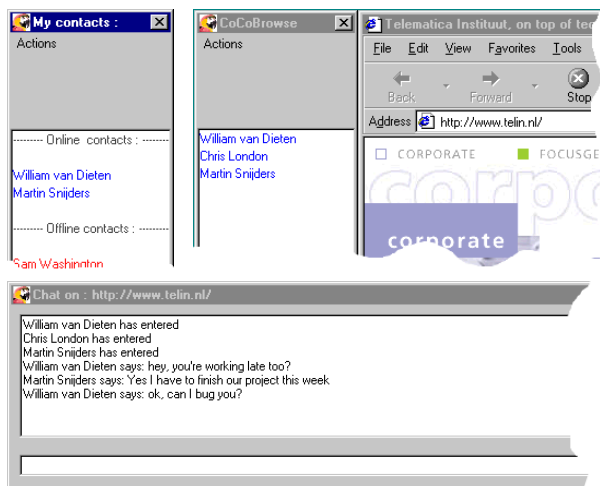 My contacts :
Actions
-------- Online contacts : --------
William van Dieten
Martin Snijders
-------- Offline contacts : --------
Sam Washington
CoCoBrowse
Actions
William van Dieten
Chris London
Martin Snijders
Telematica Instituut, on top of
File Edit View Favorites Tools
Back Forward Stop
Address http://www.telin.nl/
CORPORATE FOCUSGE
corpo
corporate
Chat on : http://www.telin.nl/
William van Dieten has entered
Chris London has entered
Martin Snijders has entered
William van Dieten says: hey, you're working late too?
Martin Snijders says: Yes I have to finish our project this week
William van Dieten says: ok, can I bug you?